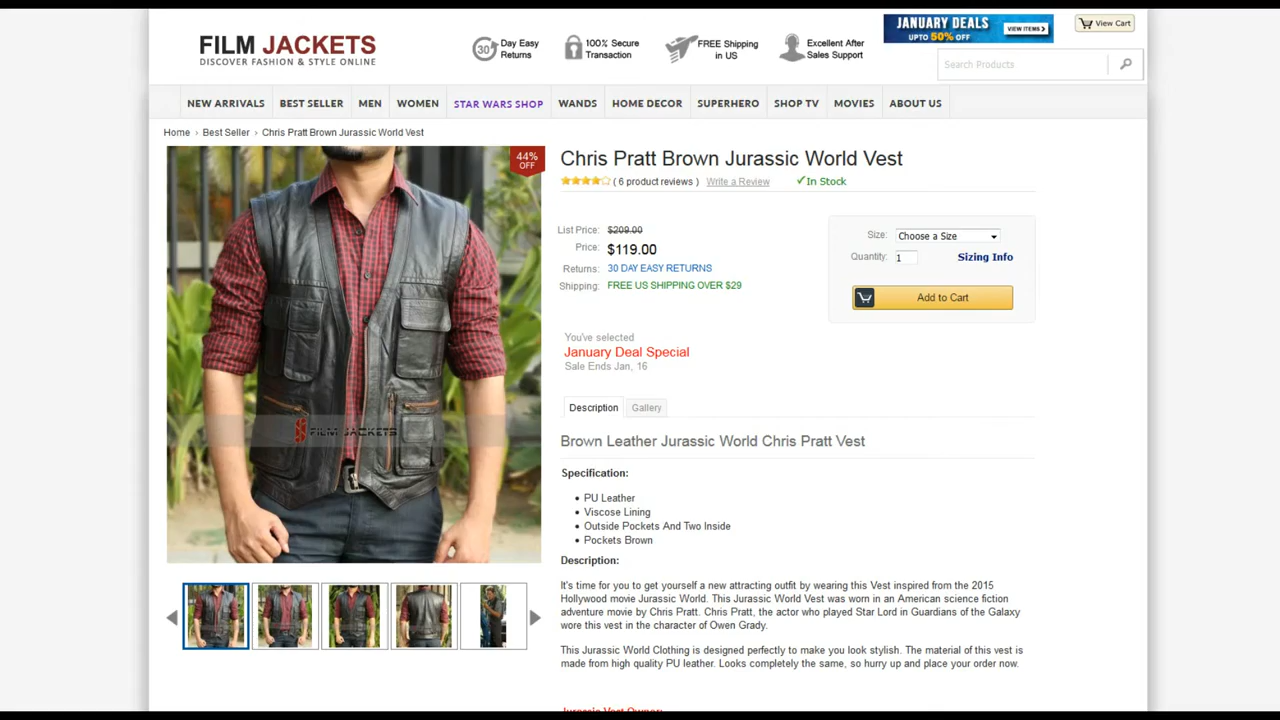 FILM JACKETS
DISCOVER FASHION & STYLE ONLINE
30 Day Easy Returns
100% Secure Transaction
FREE Shipping in US
Excellent After Sales Support
JANUARY DEALS
UPTO 50% OFF
VIEW ITEMS
View Cart
Search Products
NEW ARRIVALS BEST SELLER MEN WOMEN STAR WARS SHOP WANDS HOME DECOR SUPERHERO SHOP TV MOVIES ABOUT US
Home › Best Seller › Chris Pratt Brown Jurassic World Vest
44%
OFF
FILM JACKETS
Chris Pratt Brown Jurassic World Vest
( 6 product reviews ) Write a Review In Stock
List Price: $209.00
Price: $119.00
Returns: 30 DAY EASY RETURNS
Shipping: FREE US SHIPPING OVER $29
Size: Choose a Size
Quantity: 1 Sizing Info
Add to Cart
You've selected
January Deal Special
Sale Ends Jan, 16
Description Gallery
Brown Leather Jurassic World Chris Pratt Vest
Specification:
• PU Leather
• Viscose Lining
• Outside Pockets And Two Inside
• Pockets Brown
Description:
It's time for you to get yourself a new attracting outfit by wearing this Vest inspired from the 2015
Hollywood movie Jurassic World. This Jurassic World Vest was worn in an American science fiction
adventure movie by Chris Pratt. Chris Pratt, the actor who played Star Lord in Guardians of the Galaxy
wore this vest in the character of Owen Grady.
This Jurassic World Clothing is designed perfectly to make you look stylish. The material of this vest is
made from high quality PU leather. Looks completely the same, so hurry up and place your order now.
Jurassic Vest Owner: